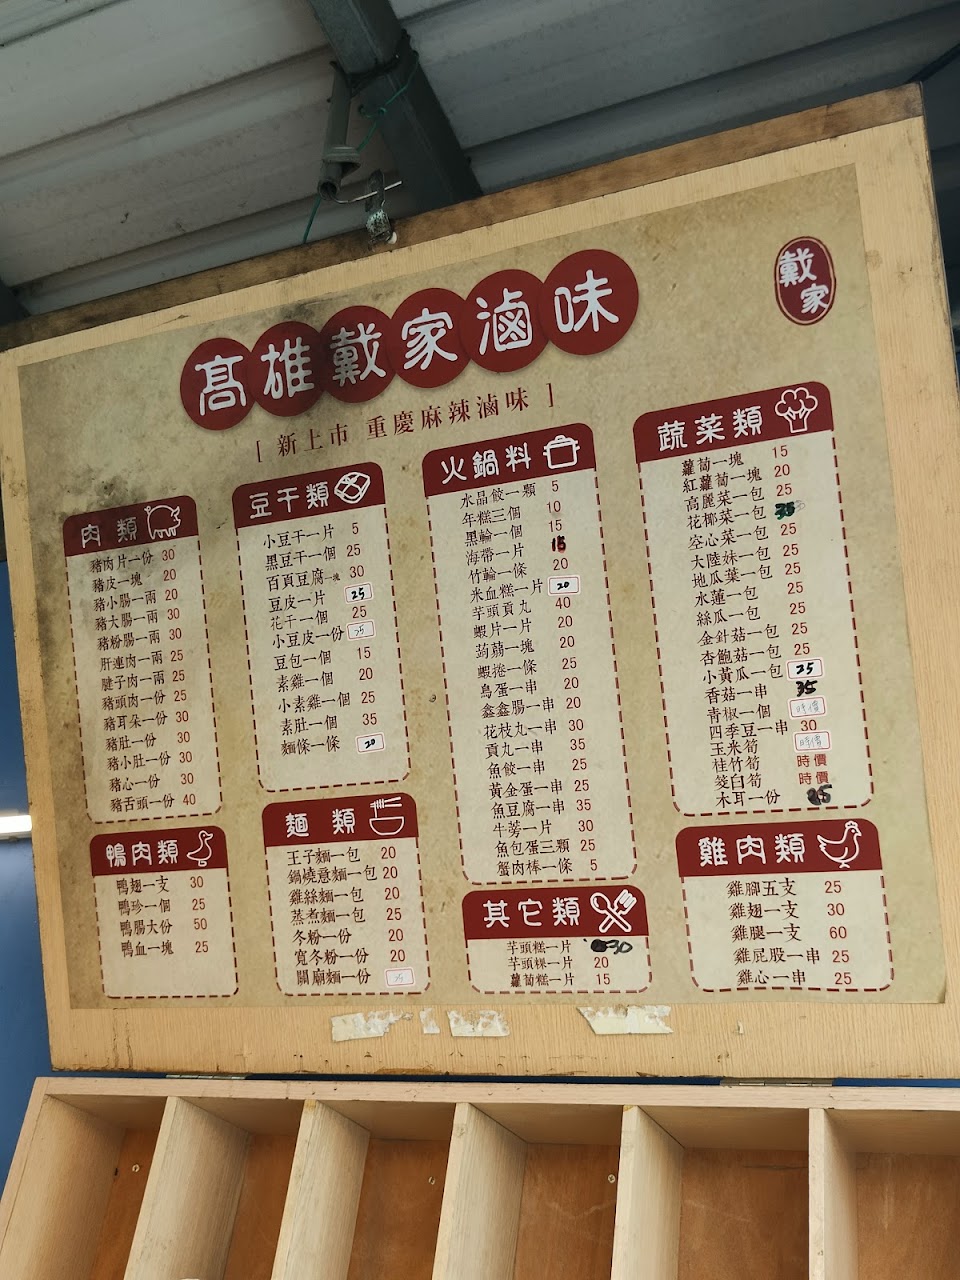 高雄戴家滷味
戴家
[ 新上市 重慶麻辣滷味 ]
肉類
豬肉片一份 30
豬皮一塊 20
豬小腸一兩 20
豬大腸一兩 30
豬粉腸一兩 30
肝連肉一兩 25
腱子肉一兩 25
豬頭肉一份 25
豬耳朵一份 30
豬肚一份 30
豬小肚一份 30
豬心一份 30
豬舌頭一份 40
鴨肉類
鴨翅一支 30
鴨珍一個 25
鴨腸大份 50
鴨血一塊 25
豆干類
小豆干一片 5
黑豆干一個 25
百頁豆腐一塊 30
豆皮一片 25
花干一個 25
小豆皮一份 25
豆包一個 15
素雞一個 20
小素雞一個 25
素肚一個 35
麵條一條 20
麵類
王子麵一包 20
鍋燒意麵一包 20
雞絲麵一包 20
蒸煮麵一包 25
冬粉一份 20
寬冬粉一份 20
關廟麵一份 25
火鍋料
水晶餃一顆 5
年糕三個 10
黑輪一個 15
海帶一片 15
竹輪一條 20
米血糕一片 20
芋頭貢丸 40
蝦片一片 20
蒟蒻一塊 20
蝦捲一條 25
鳥蛋一串 20
鑫鑫腸一串 20
花枝丸一串 30
貢丸一串 35
魚餃一串 25
黃金蛋一串 25
魚豆腐一串 35
牛蒡一片 30
魚包蛋三顆 25
蟹肉棒一條 5
其它類
芋頭糕一片 30
芋頭粿一片 20
蘿蔔糕一片 15
蔬菜類
蘿蔔一塊 15
紅蘿蔔一塊 20
高麗菜一包 25
花椰菜一包 35
空心菜一包 25
大陸妹一包 25
地瓜葉一包 25
水蓮一包 25
絲瓜一包 25
金針菇一包 25
杏鮑菇一包 25
小黃瓜一包 25
香菇一串 35
青椒一個 時價
四季豆一串 30
玉米筍 時價
桂竹筍 時價
筊白筍 時價
木耳一份
雞肉類
雞腳五支 25
雞翅一支 30
雞腿一支 60
雞屁股一串 25
雞心一串 25